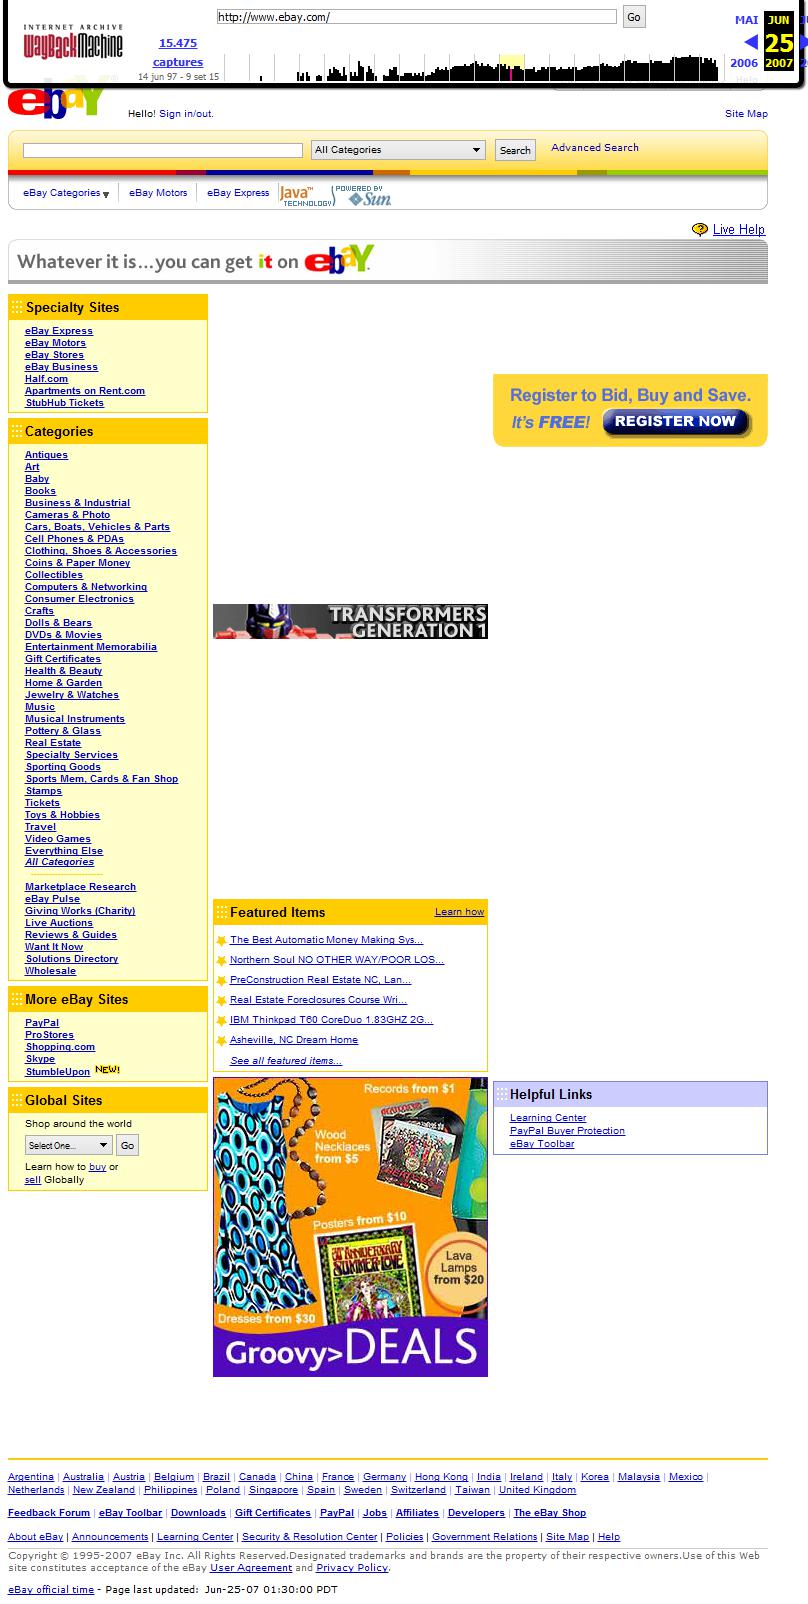 INTERNET ARCHIVE
WayBackMachine
http://www.ebay.com/
Go
15.475
captures
14 jun 97 - 9 set 15
MAI
JUN
25
2006
2007
Help
ebaY
Hello! Sign in/out.
Site Map
All Categories
Search
Advanced Search
eBay Categories
eBay Motors
eBay Express
Java™
TECHNOLOGY
POWERED BY
Sun.
Live Help
Whatever it is...you can get it on ebaY.
Specialty Sites
eBay Express
eBay Motors
eBay Stores
eBay Business
Half.com
Apartments on Rent.com
StubHub Tickets
Register to Bid, Buy and Save.
It's FREE! REGISTER NOW
Categories
Antiques
Art
Baby
Books
Business & Industrial
Cameras & Photo
Cars, Boats, Vehicles & Parts
Cell Phones & PDAs
Clothing, Shoes & Accessories
Coins & Paper Money
Collectibles
Computers & Networking
Consumer Electronics
Crafts
Dolls & Bears
DVDs & Movies
Entertainment Memorabilia
Gift Certificates
Health & Beauty
Home & Garden
Jewelry & Watches
Music
Musical Instruments
Pottery & Glass
Real Estate
Specialty Services
Sporting Goods
Sports Mem, Cards & Fan Shop
Stamps
Tickets
Toys & Hobbies
Travel
Video Games
Everything Else
All Categories
Marketplace Research
eBay Pulse
Giving Works (Charity)
Live Auctions
Reviews & Guides
Want It Now
Solutions Directory
Wholesale
TRANSFORMERS
GENERATION 1
Featured Items
Learn how
The Best Automatic Money Making Sys...
Northern Soul NO OTHER WAY/POOR LOS...
PreConstruction Real Estate NC, Lan...
Real Estate Foreclosures Course Wri...
IBM Thinkpad T60 CoreDuo 1.83GHZ 2G...
Asheville, NC Dream Home
See all featured items...
More eBay Sites
PayPal
ProStores
Shopping.com
Skype
StumbleUpon NEW!
Global Sites
Shop around the world
Select One...
Go
Learn how to buy or
sell Globally
Records from $1
Wood
Necklaces
from $5
Posters from $10
SUMMER OF LOVE
Lava
Lamps
from $20
Dresses from $30
Groovy>DEALS
Helpful Links
Learning Center
PayPal Buyer Protection
eBay Toolbar
Argentina | Australia | Austria | Belgium | Brazil | Canada | China | France | Germany | Hong Kong | India | Ireland | Italy | Korea | Malaysia | Mexico |
Netherlands | New Zealand | Philippines | Poland | Singapore | Spain | Sweden | Switzerland | Taiwan | United Kingdom
Feedback Forum | eBay Toolbar | Downloads | Gift Certificates | PayPal | Jobs | Affiliates | Developers | The eBay Shop
About eBay | Announcements | Learning Center | Security & Resolution Center | Policies | Government Relations | Site Map | Help
Copyright © 1995-2007 eBay Inc. All Rights Reserved.Designated trademarks and brands are the property of their respective owners.Use of this Web
site constitutes acceptance of the eBay User Agreement and Privacy Policy.
eBay official time - Page last updated: Jun-25-07 01:30:00 PDT